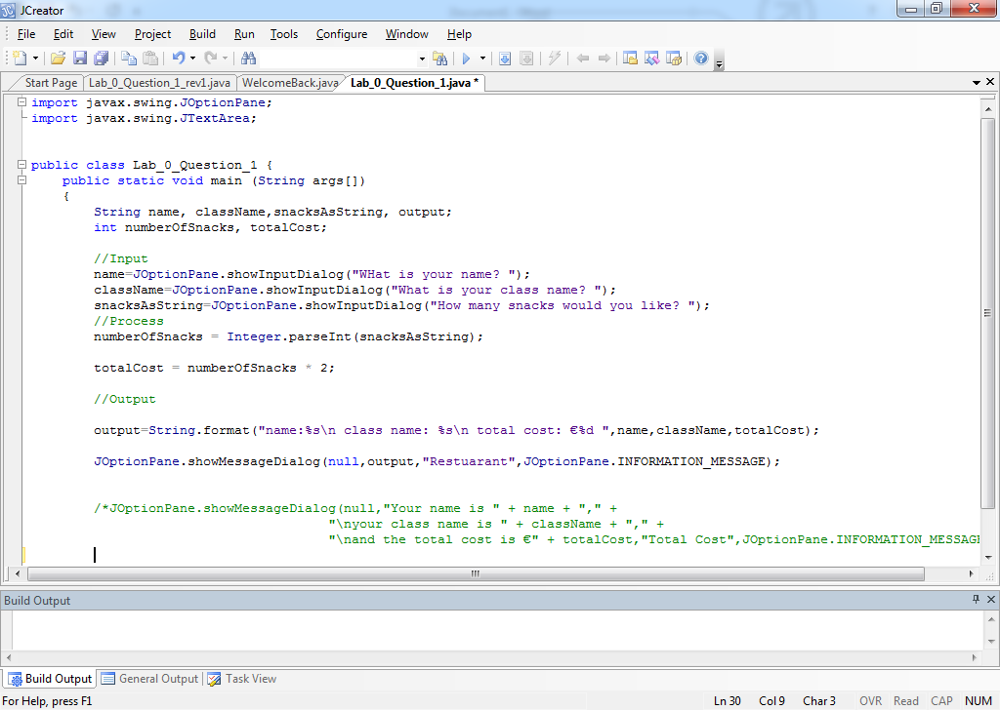 JCreator
File Edit View Project Build Run Tools Configure Window Help
Start Page Lab_0_Question_1_rev1.java WelcomeBack.java Lab_0_Question_1.java *
import javax.swing.JOptionPane;
import javax.swing.JTextArea;
public class Lab_0_Question_1 {
public static void main (String args[])
{
String name, className,snacksAsString, output;
int numberOfSnacks, totalCost;
//Input
name=JOptionPane.showInputDialog("WHat is your name? ");
className=JOptionPane.showInputDialog("What is your class name? ");
snacksAsString=JOptionPane.showInputDialog("How many snacks would you like? ");
//Process
numberOfSnacks = Integer.parseInt(snacksAsString);
totalCost = numberOfSnacks * 2;
//Output
output=String.format("name:%s\n class name: %s\n total cost: €%d ",name,className,totalCost);
JOptionPane.showMessageDialog(null,output,"Restuarant",JOptionPane.INFORMATION_MESSAGE);
/*JOptionPane.showMessageDialog(null,"Your name is " + name + "," +
"\nyour class name is " + className + "," +
"\nand the total cost is €" + totalCost,"Total Cost",JOptionPane.INFORMATION_MESSAG
Build Output
Build Output General Output Task View
For Help, press F1 Ln 30 Col 9 Char 3 OVR Read CAP NUM